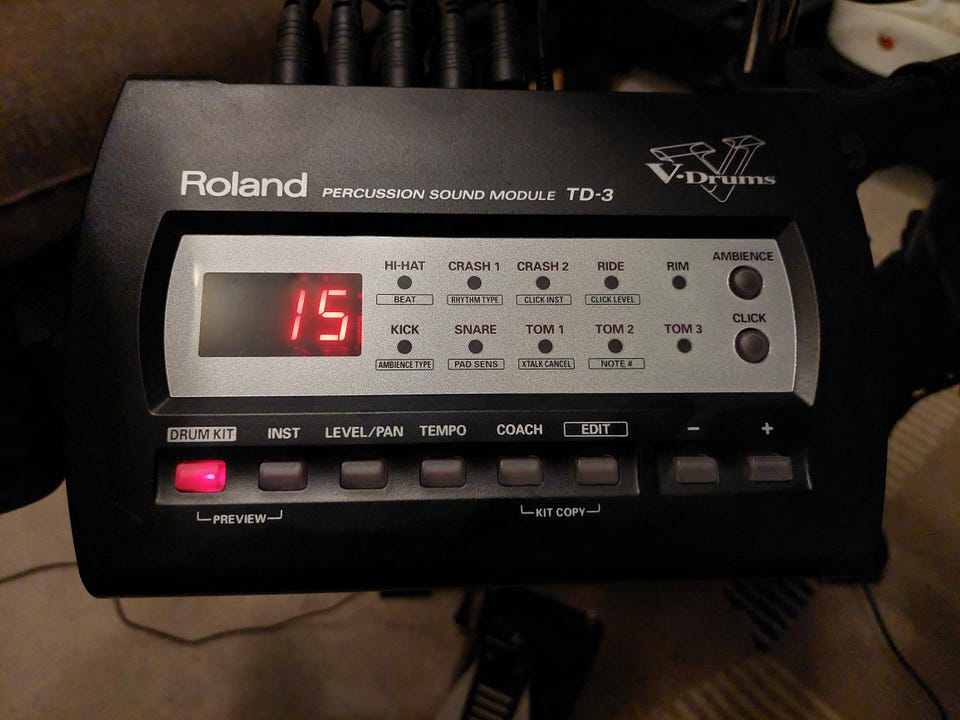 Roland PERCUSSION SOUND MODULE TD-3
V-Drums
15
HI-HAT CRASH 1 CRASH 2 RIDE RIM AMBIENCE
BEAT RHYTHM TYPE CLICK INST CLICK LEVEL
KICK SNARE TOM 1 TOM 2 TOM 3 CLICK
AMBIENCE TYPE PAD SENS XTALK CANCEL NOTE #
DRUM KIT INST LEVEL/PAN TEMPO COACH EDIT − +
PREVIEW KIT COPY